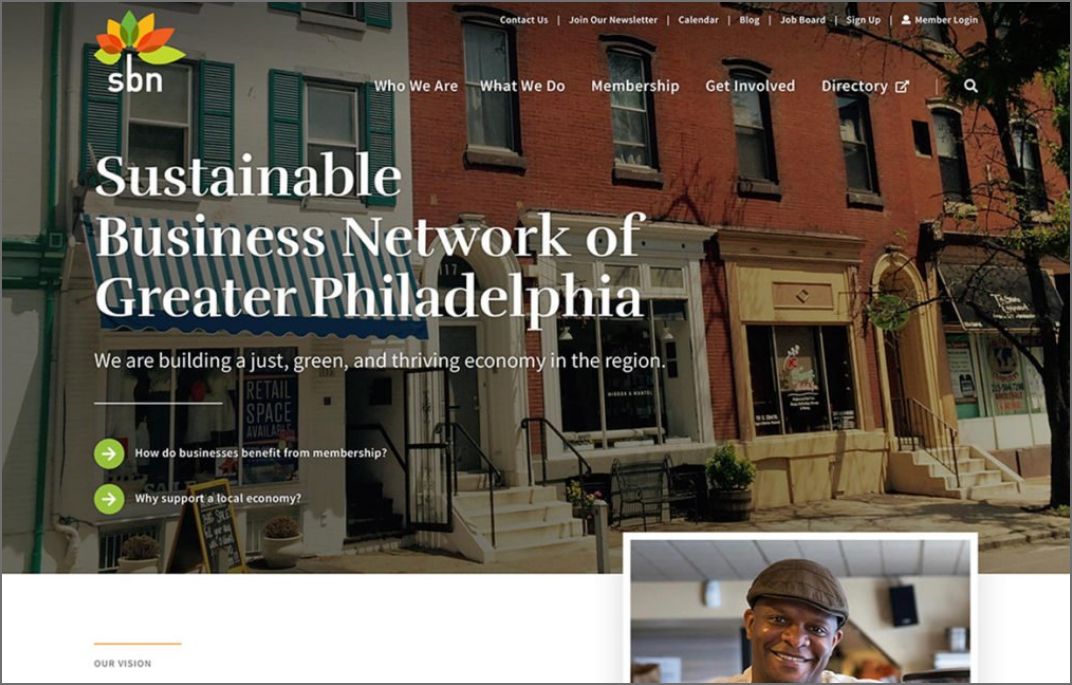 Contact Us | Join Our Newsletter | Calendar | Blog | Job Board | Sign Up | Member Login
sbn
Who We Are What We Do Membership Get Involved Directory
Sustainable
Business Network of
Greater Philadelphia
117
We are building a just, green, and thriving economy in the region.
RETAIL
SPACE
AVAILABLE
How do businesses benefit from membership?
Why support a local economy?
SALE
OUR VISION